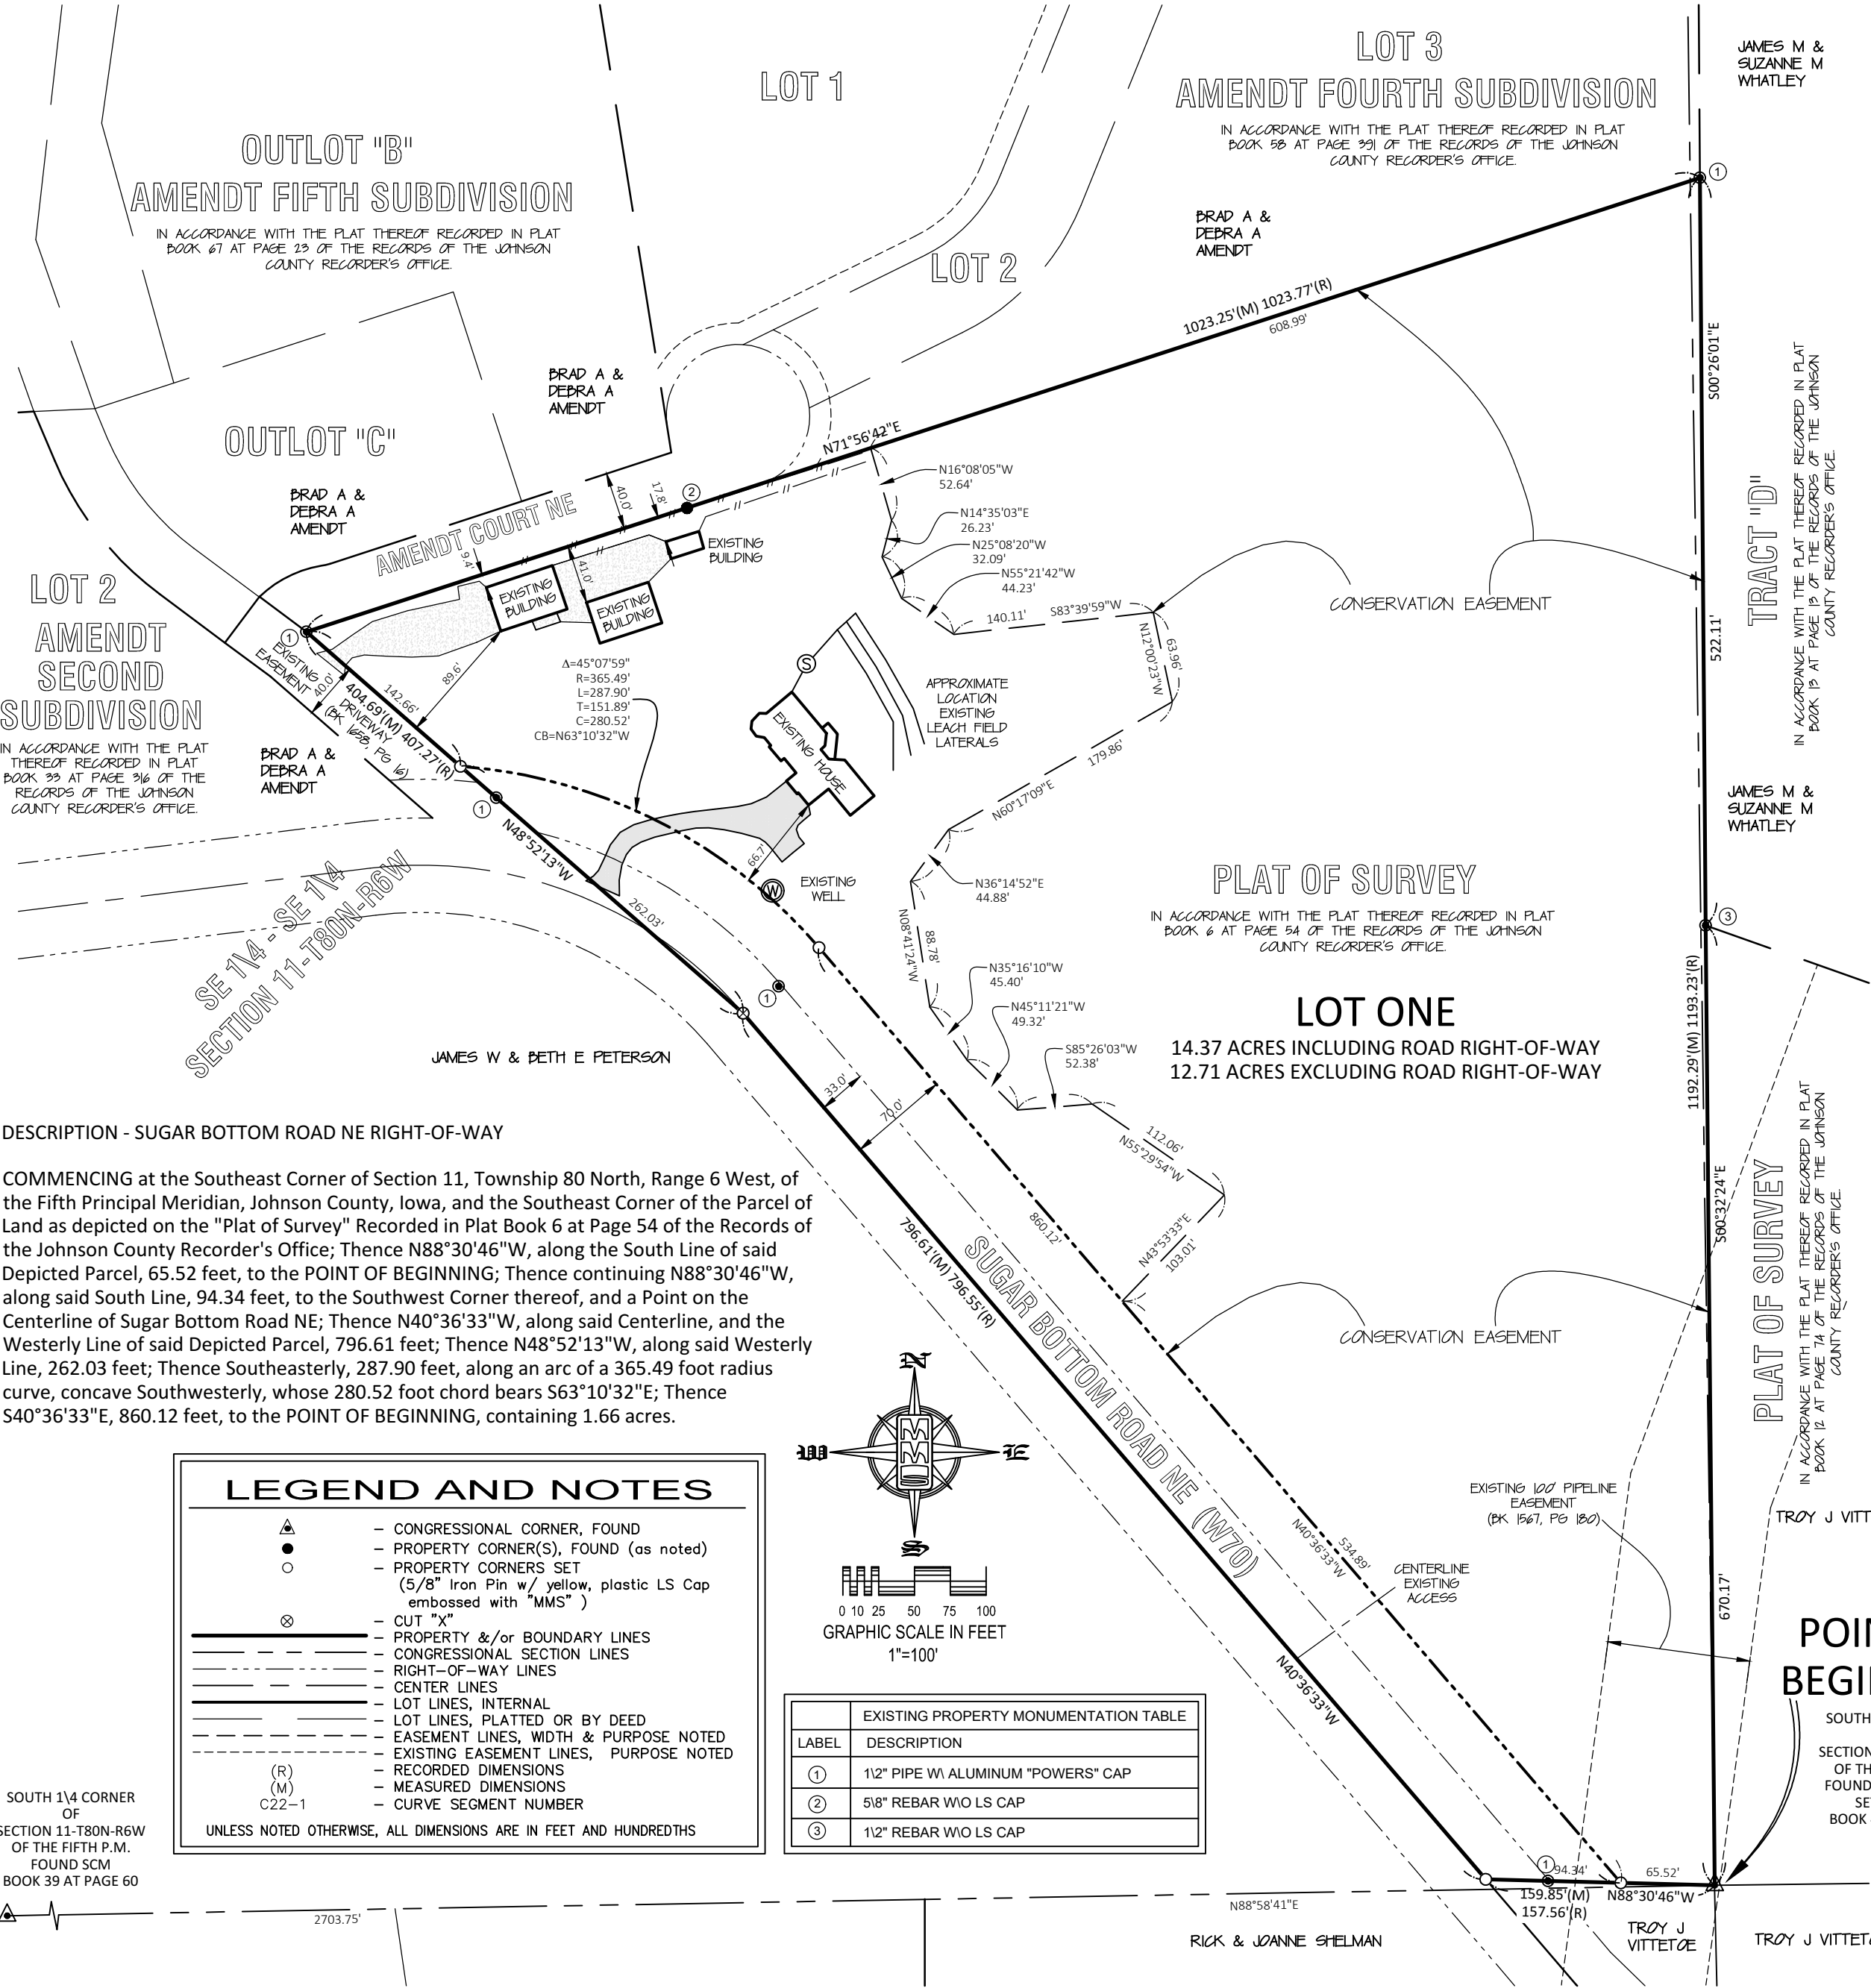 LOT 3
AMENDT FOURTH SUBDIVISION
IN ACCORDANCE WITH THE PLAT THEREOF RECORDED IN PLAT
BOOK 58 AT PAGE 391 OF THE RECORDS OF THE JOHNSON
COUNTY RECORDER'S OFFICE.
JAMES M &
SUZANNE M
WHATLEY
LOT 1
OUTLOT "B"
AMENDT FIFTH SUBDIVISION
IN ACCORDANCE WITH THE PLAT THEREOF RECORDED IN PLAT
BOOK 67 AT PAGE 23 OF THE RECORDS OF THE JOHNSON
COUNTY RECORDER'S OFFICE.
1
BRAD A &
DEBRA A
AMENDT
LOT 2
1023.25'(M) 1023.77'(R)
608.99'
S00°26'01"E
522.11'
TRACT "D"
IN ACCORDANCE WITH THE PLAT THEREOF RECORDED IN PLAT
BOOK 13 AT PAGE 13 OF THE RECORDS OF THE JOHNSON
COUNTY RECORDER'S OFFICE.
BRAD A &
DEBRA A
AMENDT
OUTLOT "C"
BRAD A &
DEBRA A
AMENDT
AMENDT COURT NE
N71°56'42"E
40.0'
17.8'
2
9.4'
41.0'
EXISTING
BUILDING
EXISTING
BUILDING
EXISTING
BUILDING
N16°08'05"W
52.64'
N14°35'03"E
26.23'
N25°08'20"W
32.09'
N55°21'42"W
44.23'
140.11'
S83°39'59"W
N12°00'23"W
63.96'
CONSERVATION EASEMENT
LOT 2
AMENDT
SECOND
SUBDIVISION
IN ACCORDANCE WITH THE PLAT
THEREOF RECORDED IN PLAT
BOOK 33 AT PAGE 316 OF THE
RECORDS OF THE JOHNSON
COUNTY RECORDER'S OFFICE.
1
EXISTING
EASEMENT
40.0'
142.66'
89.6'
404.69'(M) 407.27'(R)
DRIVEWAY
(BK 1658, PG 16)
BRAD A &
DEBRA A
AMENDT
Δ=45°07'59"
R=365.49'
L=287.90'
T=151.89'
C=280.52'
CB=N63°10'32"W
S
APPROXIMATE
LOCATION
EXISTING
LEACH FIELD
LATERALS
EXISTING HOUSE
179.86'
N60°17'09"E
1
N48°52'13"W
66.7'
W
EXISTING
WELL
262.03'
JAMES M &
SUZANNE M
WHATLEY
N36°14'52"E
44.88'
N08°41'24"W
88.78'
PLAT OF SURVEY
IN ACCORDANCE WITH THE PLAT THEREOF RECORDED IN PLAT
BOOK 6 AT PAGE 54 OF THE RECORDS OF THE JOHNSON
COUNTY RECORDER'S OFFICE.
3
SE 1\4 - SE 1\4
SECTION 11-T80N-R6W
1
N35°16'10"W
45.40'
N45°11'21"W
49.32'
S85°26'03"W
52.38'
LOT ONE
14.37 ACRES INCLUDING ROAD RIGHT-OF-WAY
12.71 ACRES EXCLUDING ROAD RIGHT-OF-WAY
1192.29'(M) 1193.23'(R)
JAMES W & BETH E PETERSON
33.0'
70.0'
112.06'
N55°29'54"W
N43°53'33"E
103.01'
S00°32'24"E
PLAT OF SURVEY
IN ACCORDANCE WITH THE PLAT THEREOF RECORDED IN PLAT
BOOK 12 AT PAGE 74 OF THE RECORDS OF THE JOHNSON
COUNTY RECORDER'S OFFICE.
DESCRIPTION - SUGAR BOTTOM ROAD NE RIGHT-OF-WAY
COMMENCING at the Southeast Corner of Section 11, Township 80 North, Range 6 West, of
the Fifth Principal Meridian, Johnson County, Iowa, and the Southeast Corner of the Parcel of
Land as depicted on the "Plat of Survey" Recorded in Plat Book 6 at Page 54 of the Records of
the Johnson County Recorder's Office; Thence N88°30'46"W, along the South Line of said
Depicted Parcel, 65.52 feet, to the POINT OF BEGINNING; Thence continuing N88°30'46"W,
along said South Line, 94.34 feet, to the Southwest Corner thereof, and a Point on the
Centerline of Sugar Bottom Road NE; Thence N40°36'33"W, along said Centerline, and the
Westerly Line of said Depicted Parcel, 796.61 feet; Thence N48°52'13"W, along said Westerly
Line, 262.03 feet; Thence Southeasterly, 287.90 feet, along an arc of a 365.49 foot radius
curve, concave Southwesterly, whose 280.52 foot chord bears S63°10'32"E; Thence
S40°36'33"E, 860.12 feet, to the POINT OF BEGINNING, containing 1.66 acres.
796.61'(M) 796.55'(R)
860.12'
SUGAR BOTTOM ROAD NE (W70)
CONSERVATION EASEMENT
N
W
E
S
MMS
0 10 25 50 75 100
GRAPHIC SCALE IN FEET
1"=100'
EXISTING 100' PIPELINE
EASEMENT
(BK 1567, PG 180)
TROY J VITT
534.89'
N40°36'33"W
CENTERLINE
EXISTING
ACCESS
N40°36'33"W
670.17'
POIN
BEGI
SOUTH
SECTION
OF TH
FOUND
SE
BOOK
LEGEND AND NOTES
- CONGRESSIONAL CORNER, FOUND
- PROPERTY CORNER(S), FOUND (as noted)
- PROPERTY CORNERS SET
(5/8" Iron Pin w/ yellow, plastic LS Cap
embossed with "MMS" )
- CUT "X"
- PROPERTY &/or BOUNDARY LINES
- CONGRESSIONAL SECTION LINES
- RIGHT-OF-WAY LINES
- CENTER LINES
- LOT LINES, INTERNAL
- LOT LINES, PLATTED OR BY DEED
- EASEMENT LINES, WIDTH & PURPOSE NOTED
- EXISTING EASEMENT LINES, PURPOSE NOTED
(R) - RECORDED DIMENSIONS
(M) - MEASURED DIMENSIONS
C22-1 - CURVE SEGMENT NUMBER
UNLESS NOTED OTHERWISE, ALL DIMENSIONS ARE IN FEET AND HUNDREDTHS
EXISTING PROPERTY MONUMENTATION TABLE
LABEL DESCRIPTION
1 1\2" PIPE W\ ALUMINUM "POWERS" CAP
2 5\8" REBAR W\O LS CAP
3 1\2" REBAR W\O LS CAP
SOUTH 1\4 CORNER
OF
SECTION 11-T80N-R6W
OF THE FIFTH P.M.
FOUND SCM
BOOK 39 AT PAGE 60
1
94.34'
65.52'
159.85'(M)
157.56'(R)
N88°30'46"W
2703.75'
N88°58'41"E
RICK & JOANNE SHELMAN
TROY J
VITTETOE
TROY J VITTET